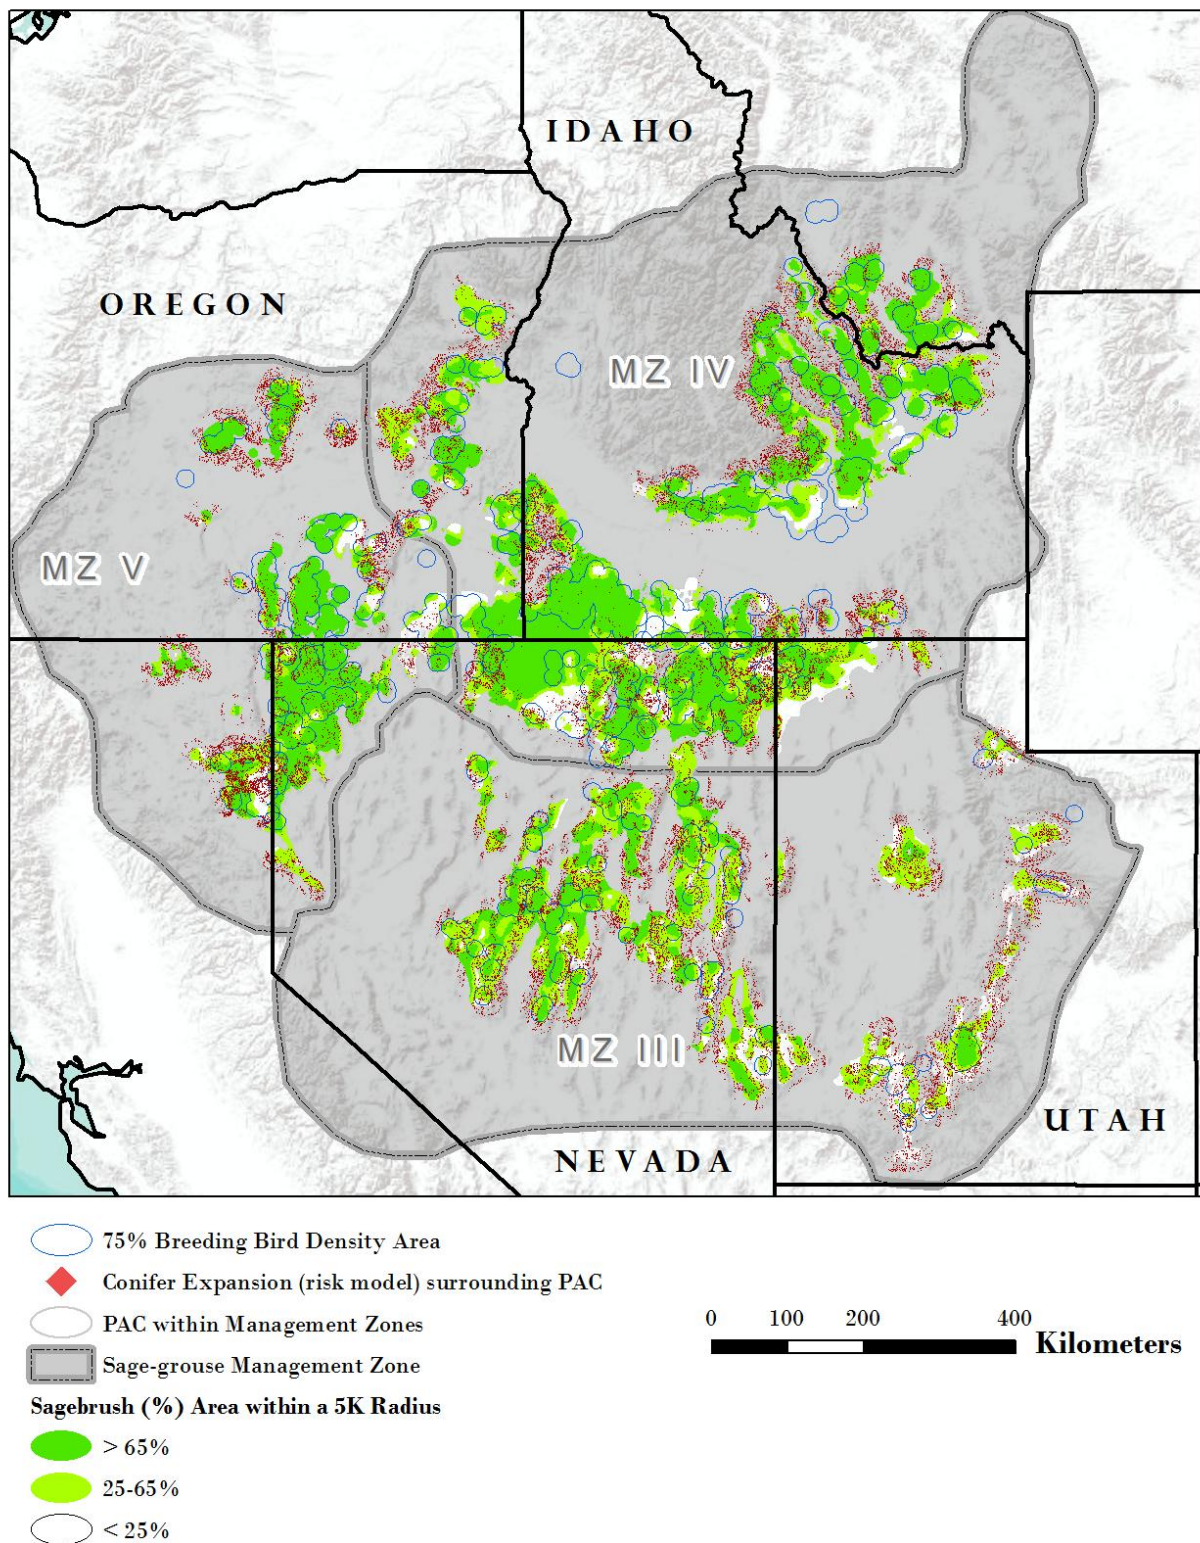 IDAHO
OREGON
MZ IV
MZ V
MZ III
UTAH
NEVADA
75% Breeding Bird Density Area
Conifer Expansion (risk model) surrounding PAC
PAC within Management Zones
Sage-grouse Management Zone
Sagebrush (%) Area within a 5K Radius
> 65%
25-65%
< 25%
0 100 200 400
Kilometers